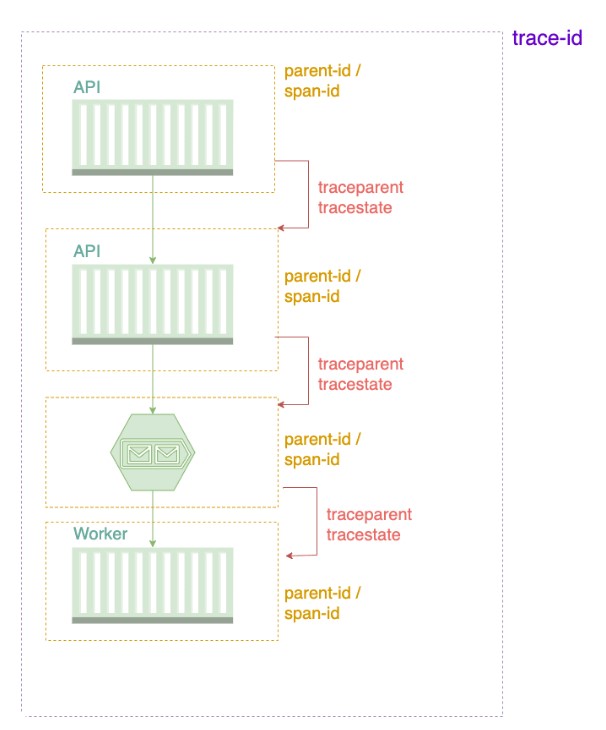 trace-id
parent-id /
span-id
API
traceparent
tracestate
API
parent-id /
span-id
traceparent
tracestate
parent-id /
span-id
traceparent
tracestate
Worker
parent-id /
span-id